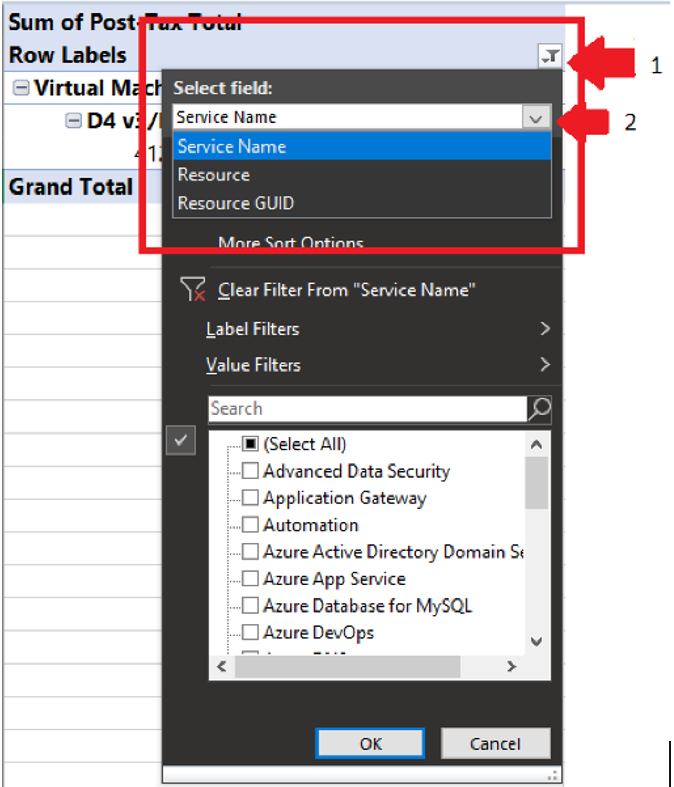 Sum of Post-Tax Total
Row Labels
1
Virtual Mach
Select field:
D4 v3/
Service Name
2
Service Name
412
Resource
Grand Total
Resource GUID
More Sort Options
Clear Filter From "Service Name"
Label Filters
Value Filters
Search
(Select All)
Advanced Data Security
Application Gateway
Automation
Azure Active Directory Domain Se
Azure App Service
Azure Database for MySQL
Azure DevOps
OK
Cancel